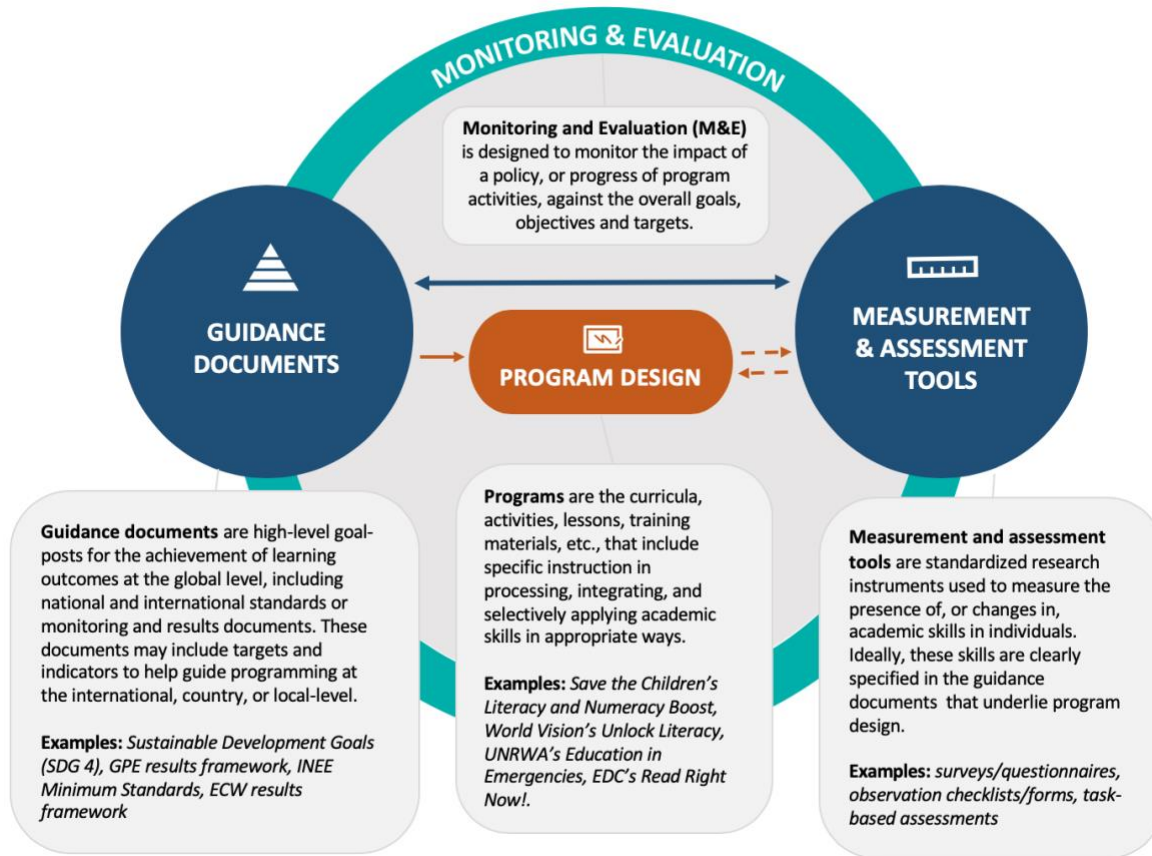 MONITORING & EVALUATION
Monitoring and Evaluation (M&E)
is designed to monitor the impact of
a policy, or progress of program
activities, against the overall goals,
objectives and targets.
GUIDANCE
DOCUMENTS
PROGRAM DESIGN
MEASUREMENT
& ASSESSMENT
TOOLS
Guidance documents are high-level goal-
posts for the achievement of learning
outcomes at the global level, including
national and international standards or
monitoring and results documents. These
documents may include targets and
indicators to help guide programming at
the international, country, or local-level.
Examples: Sustainable Development Goals
(SDG 4), GPE results framework, INEE
Minimum Standards, ECW results
framework
Programs are the curricula,
activities, lessons, training
materials, etc., that include
specific instruction in
processing, integrating, and
selectively applying academic
skills in appropriate ways.
Examples: Save the Children's
Literacy and Numeracy Boost,
World Vision's Unlock Literacy,
UNRWA's Education in
Emergencies, EDC's Read Right
Now!.
Measurement and assessment
tools are standardized research
instruments used to measure the
presence of, or changes in,
academic skills in individuals.
Ideally, these skills are clearly
specified in the guidance
documents that underlie program
design.
Examples: surveys/questionnaires,
observation checklists/forms, task-
based assessments